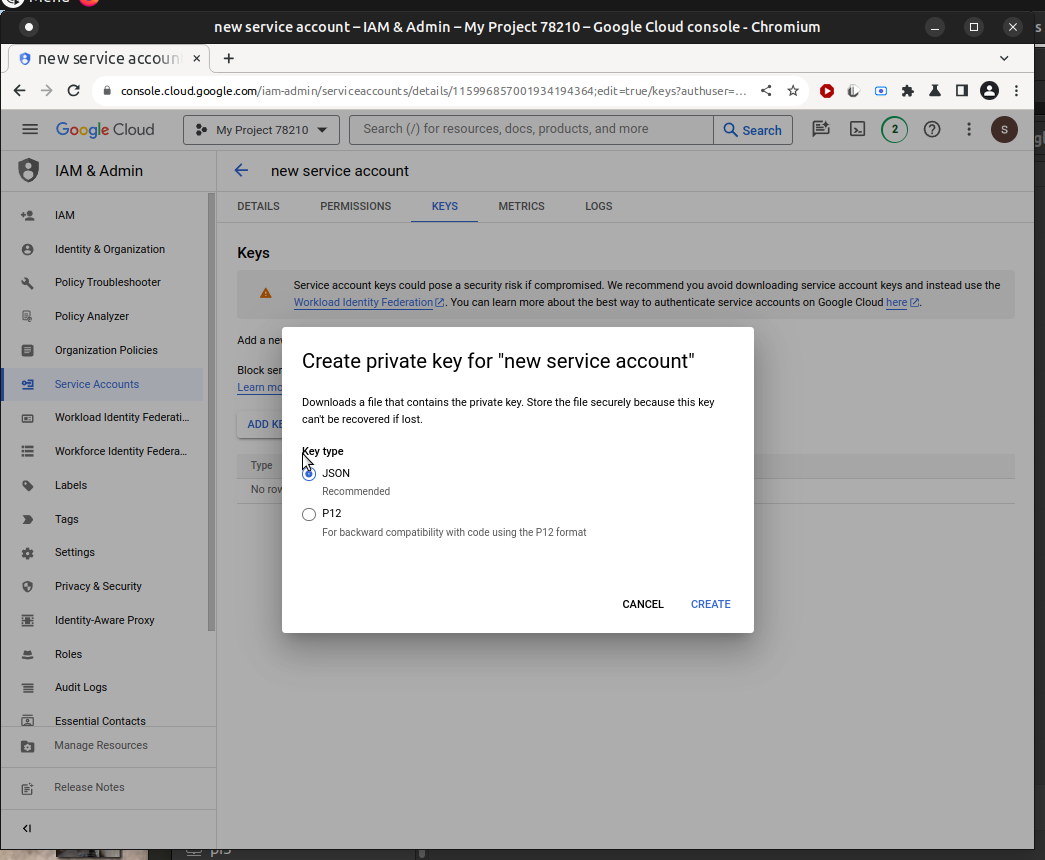 Menu
new service account – IAM & Admin – My Project 78210 – Google Cloud console - Chromium
new service accoun
console.cloud.google.com/iam-admin/serviceaccounts/details/115996857001934194364;edit=true/keys?authuser=...
Google Cloud
My Project 78210
Search (/) for resources, docs, products, and more
Search
2
S
IAM & Admin
new service account
DETAILS
PERMISSIONS
KEYS
METRICS
LOGS
IAM
Identity & Organization
Policy Troubleshooter
Policy Analyzer
Organization Policies
Service Accounts
Workload Identity Federati...
Workforce Identity Federa...
Labels
Tags
Settings
Privacy & Security
Identity-Aware Proxy
Roles
Audit Logs
Essential Contacts
Manage Resources
Release Notes
Keys
Service account keys could pose a security risk if compromised. We recommend you avoid downloading service account keys and instead use the
Workload Identity Federation . You can learn more about the best way to authenticate service accounts on Google Cloud here .
Add a new
Block ser
Learn mo
ADD KE
Type
No row
Create private key for "new service account"
Downloads a file that contains the private key. Store the file securely because this key
can't be recovered if lost.
Key type
JSON
Recommended
P12
For backward compatibility with code using the P12 format
CANCEL
CREATE